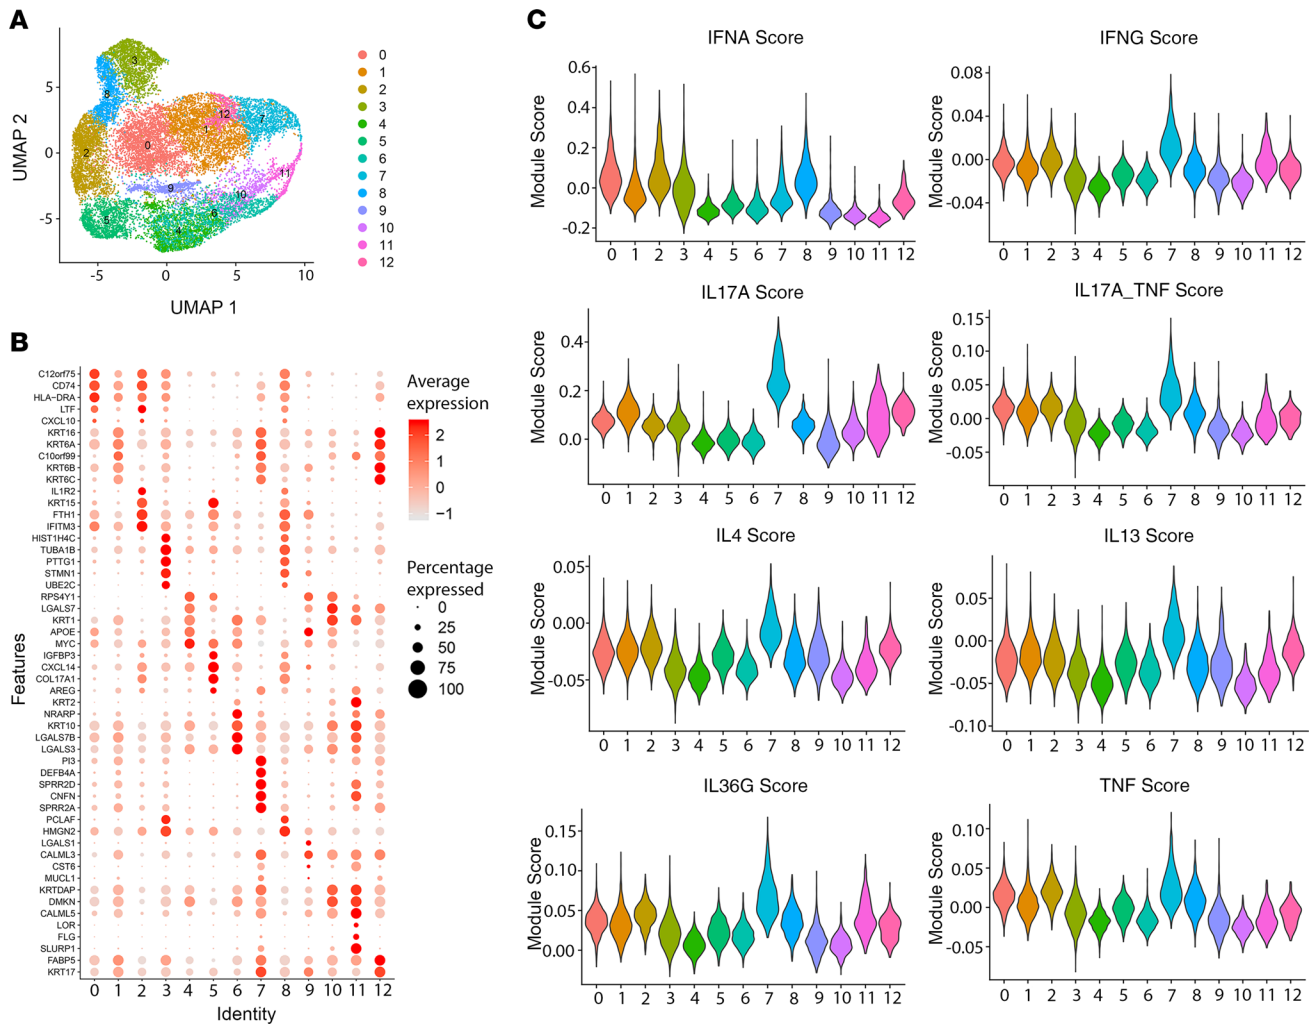 A
UMAP 2
5
0
-5
-5
0
5
10
UMAP 1
3
8
12
7
1
0
2
11
9
10
6
5
4
0
1
2
3
4
5
6
7
8
9
10
11
12
B
Features
C12orf75
CD74
HLA-DRA
LTF
CXCL10
KRT16
KRT6A
C10orf99
KRT6B
KRT6C
IL1R2
KRT15
FTH1
IFITM3
HIST1H4C
TUBA1B
PTTG1
STMN1
UBE2C
RPS4Y1
LGALS7
KRT1
APOE
MYC
IGFBP3
CXCL14
COL17A1
AREG
KRT2
NRARP
KRT10
LGALS7B
LGALS3
PI3
DEFB4A
SPRR2D
CNFN
SPRR2A
PCLAF
HMGN2
LGALS1
CALML3
CST6
MUCL1
KRTDAP
DMKN
CALML5
LOR
FLG
SLURP1
FABP5
KRT17
0 1 2 3 4 5 6 7 8 9 10 11 12
Identity
Average
expression
2
1
0
−1
Percentage
expressed
0
25
50
75
100
C
IFNA Score
Module Score
0.6
0.4
0.2
0.0
-0.2
0 1 2 3 4 5 6 7 8 9 10 11 12
IFNG Score
Module Score
0.08
0.04
0.00
-0.04
0 1 2 3 4 5 6 7 8 9 10 11 12
IL17A Score
Module Score
0.4
0.2
0.0
0 1 2 3 4 5 6 7 8 9 10 11 12
IL17A_TNF Score
Module Score
0.15
0.10
0.05
0.00
-0.05
0 1 2 3 4 5 6 7 8 9 10 11 12
IL4 Score
Module Score
0.05
0.00
-0.05
0 1 2 3 4 5 6 7 8 9 10 11 12
IL13 Score
Module Score
0.05
0.00
-0.05
-0.10
0 1 2 3 4 5 6 7 8 9 10 11 12
IL36G Score
Module Score
0.15
0.10
0.05
0.00
0 1 2 3 4 5 6 7 8 9 10 11 12
TNF Score
Module Score
0.10
0.05
0.00
-0.05
0 1 2 3 4 5 6 7 8 9 10 11 12